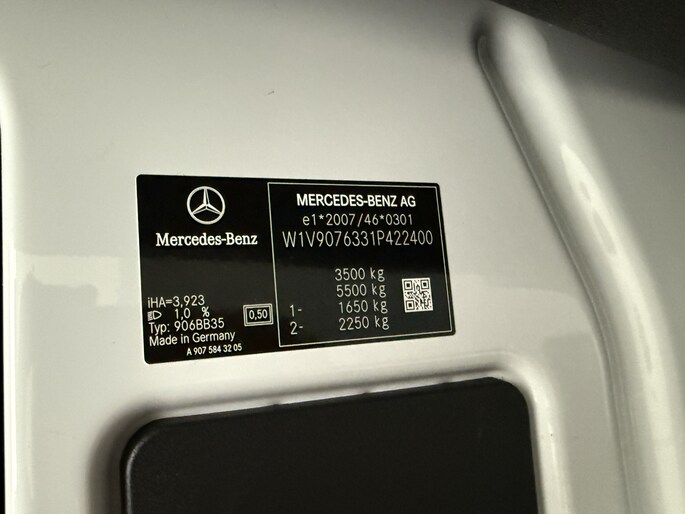 Mercedes-Benz
iHA=3,923
1,0 %
Typ: 906BB35
Made in Germany
A 907 584 32 05
0,50
MERCEDES-BENZ AG
e1*2007/46*0301
W1V9076331P422400
3500 kg
5500 kg
1- 1650 kg
2- 2250 kg